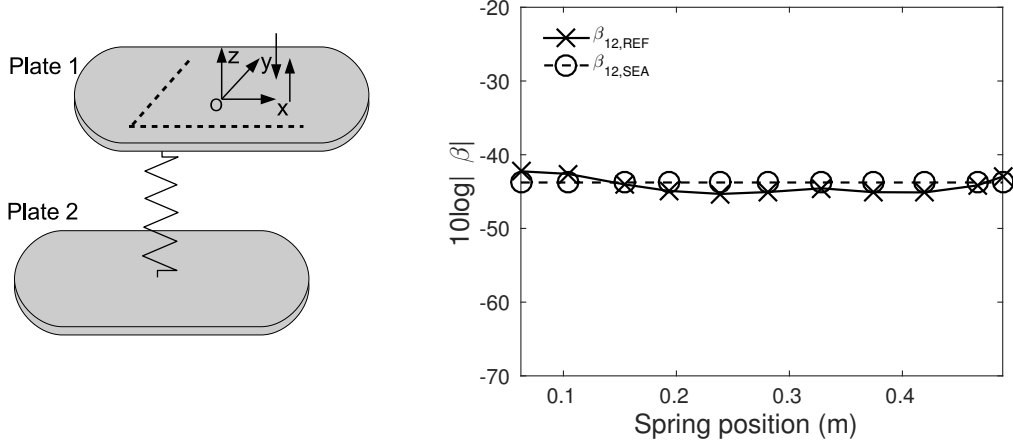 Plate 1
z
y
O
x
Plate 2
-20
-30
-40
-50
-60
-70
10log| β|
β12,REF
β12,SEA
0.1
0.2
0.3
0.4
Spring position (m)